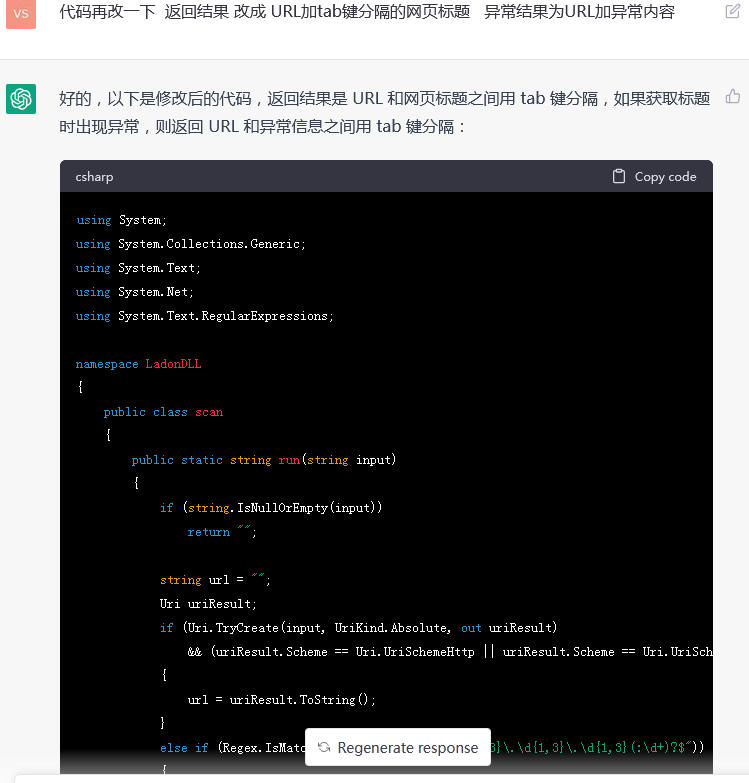 VS
代码再改一下 返回结果 改成 URL加tab键分隔的网页标题 异常结果为URL加异常内容
好的，以下是修改后的代码，返回结果是 URL 和网页标题之间用 tab 键分隔，如果获取标题
时出现异常，则返回 URL 和异常信息之间用 tab 键分隔：
csharp
Copy code
using System;
using System.Collections.Generic;
using System.Text;
using System.Net;
using System.Text.RegularExpressions;
namespace LadonDLL
{
public class scan
{
public static string run(string input)
{
if (string.IsNullOrEmpty(input))
return "";
string url = "";
Uri uriResult;
if (Uri.TryCreate(input, UriKind.Absolute, out uriResult)
&& (uriResult.Scheme == Uri.UriSchemeHttp || uriResult.Scheme == Uri.UriSch
{
url = uriResult.ToString();
}
else if (Regex.IsMatc 3}\.\d{1,3}\.\d{1,3}(:\d+)?$"))
Regenerate response
{